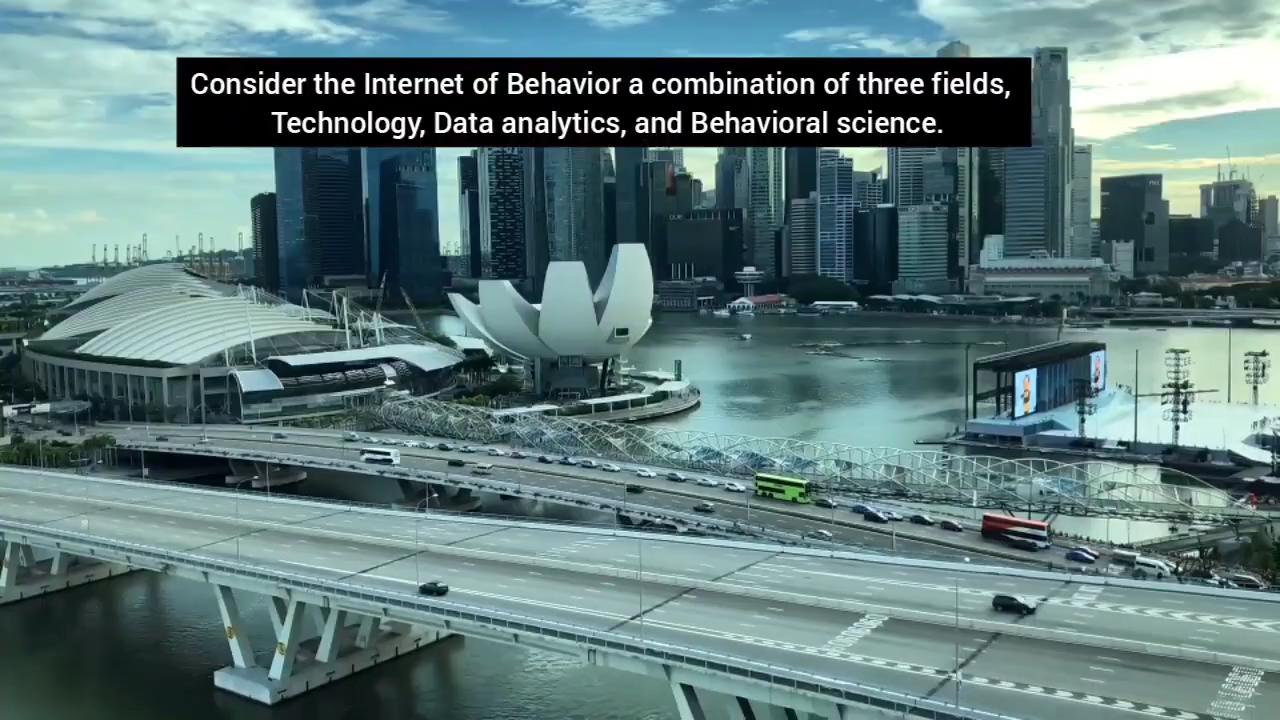 Consider the Internet of Behavior a combination of three fields,
Technology, Data analytics, and Behavioral science.